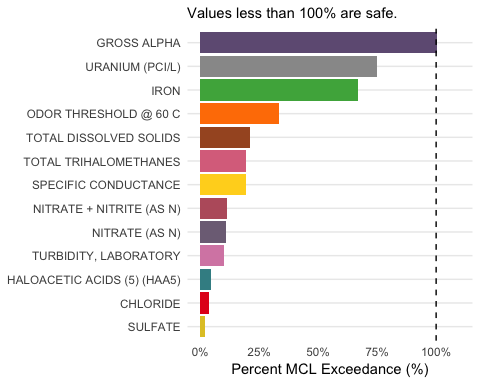 Values less than 100% are safe.
GROSS ALPHA
URANIUM (PCI/L)
IRON
ODOR THRESHOLD @ 60 C
TOTAL DISSOLVED SOLIDS
TOTAL TRIHALOMETHANES
SPECIFIC CONDUCTANCE
NITRATE + NITRITE (AS N)
NITRATE (AS N)
TURBIDITY, LABORATORY
HALOACETIC ACIDS (5) (HAA5)
CHLORIDE
SULFATE
0% 25% 50% 75% 100%
Percent MCL Exceedance (%)